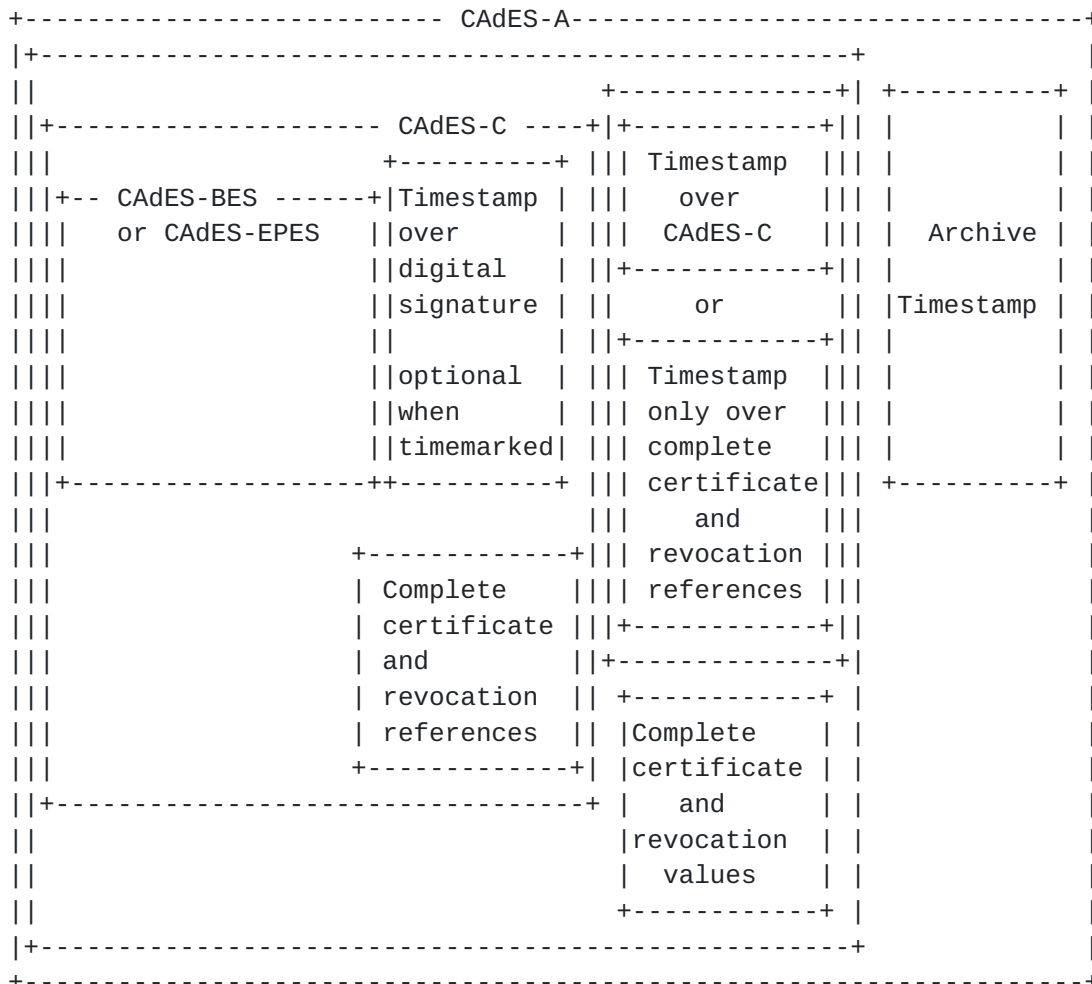 +--------------------------- CAdES-A---------------------------------+
|+----------------------------------------------------+              |
||                                    +--------------+| +----------+ |
||+--------------------- CAdES-C ----+|+------------+|| |          | |
|||                     +----------+ ||| Timestamp  ||| |          | |
|||+-- CAdES-BES ------+|Timestamp | |||   over     ||| |          | |
||||   or CAdES-EPES   ||over      | |||  CAdES-C   ||| |  Archive | |
||||                   ||digital   | ||+------------+|| |          | |
||||                   ||signature | ||     or       || |Timestamp | |
||||                   ||          | ||+------------+|| |          | |
||||                   ||optional  | ||| Timestamp  ||| |          | |
||||                   ||when      | ||| only over  ||| |          | |
||||                   ||timemarked| ||| complete   ||| |          | |
|||+-------------------++----------+ ||| certificate||| +----------+ |
|||                                  |||    and     |||              |
|||                   +-------------+||| revocation |||              |
|||                   | Complete    |||| references |||              |
|||                   | certificate |||+------------+||              |
|||                   | and         ||+--------------+|              |
|||                   | revocation  || +------------+ |              |
|||                   | references  || |Complete    | |              |
|||                   +-------------+| |certificate | |              |
||+----------------------------------+ |   and      | |              |
||                                     |revocation  | |              |
||                                     |  values    | |              |
||                                     +------------+ |              |
|+----------------------------------------------------+              |
+--------------------------------------------------------------------+